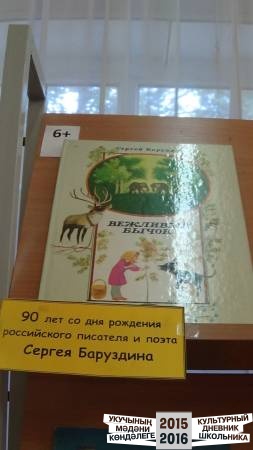 6+
Сергей Баруздин
ВЕЖЛИВЫЙ
БЫЧОК
90 лет со дня рождения
российского писателя и поэта
Сергея Баруздина
УКУЧЫНЫҢ
МӘДӘНИ
КӨНДӘЛЕГЕ
2015
2016
КУЛЬТУРНЫЙ
ДНЕВНИК
ШКОЛЬНИКА